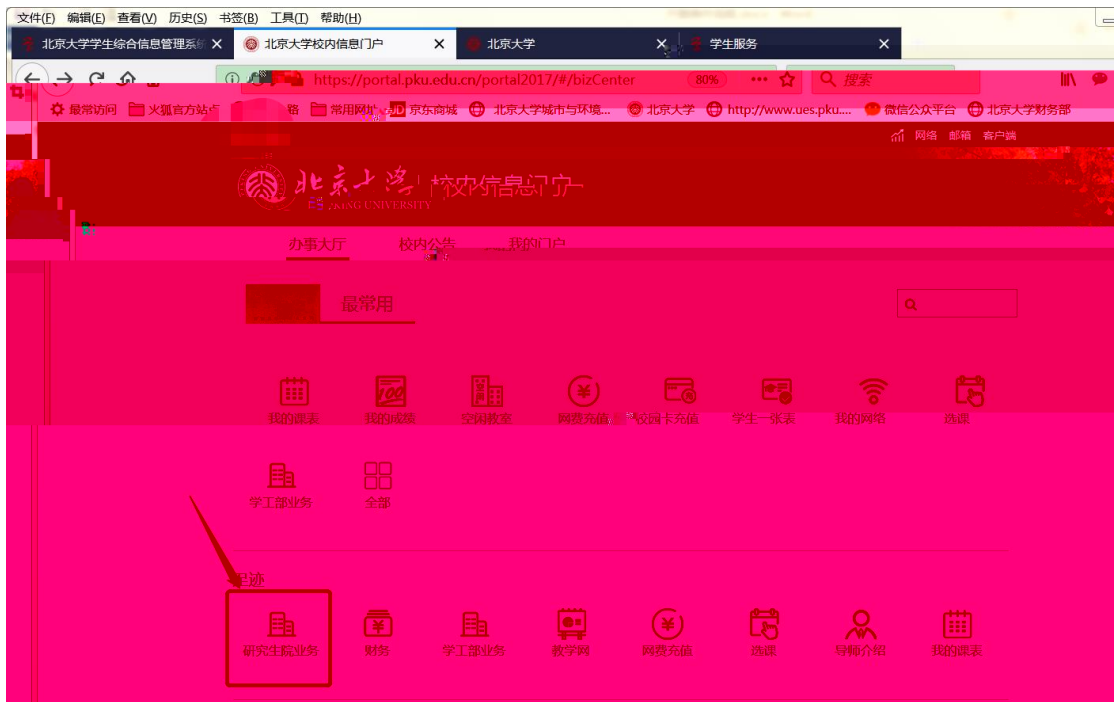 文件(F) 编辑(E) 查看(V) 历史(S) 书签(B) 工具(T) 帮助(H)
北京大学学生综合信息管理系统 北京大学校内信息门户 北京大学 学生服务
https://portal.pku.edu.cn/portal2017/#/bizCenter 80% 搜索
最常访问 火狐官方站点 常用网址 JD 京东商城 北京大学城市与环境... 北京大学 http://www.ues.pku.... 微信公众平台 北京大学财务部
网络 邮箱 客户端
北京大学 校内信息门户
PEKING UNIVERSITY
办事大厅 校内公告 我的门户
最常用
我的课表 我的成绩 空闲教室 网费充值 校园卡充值 学生一张表 我的网络 选课
学工部业务 全部
足迹
研究生院业务 财务 学工部业务 教学网 网费充值 选课 导师介绍 我的课表